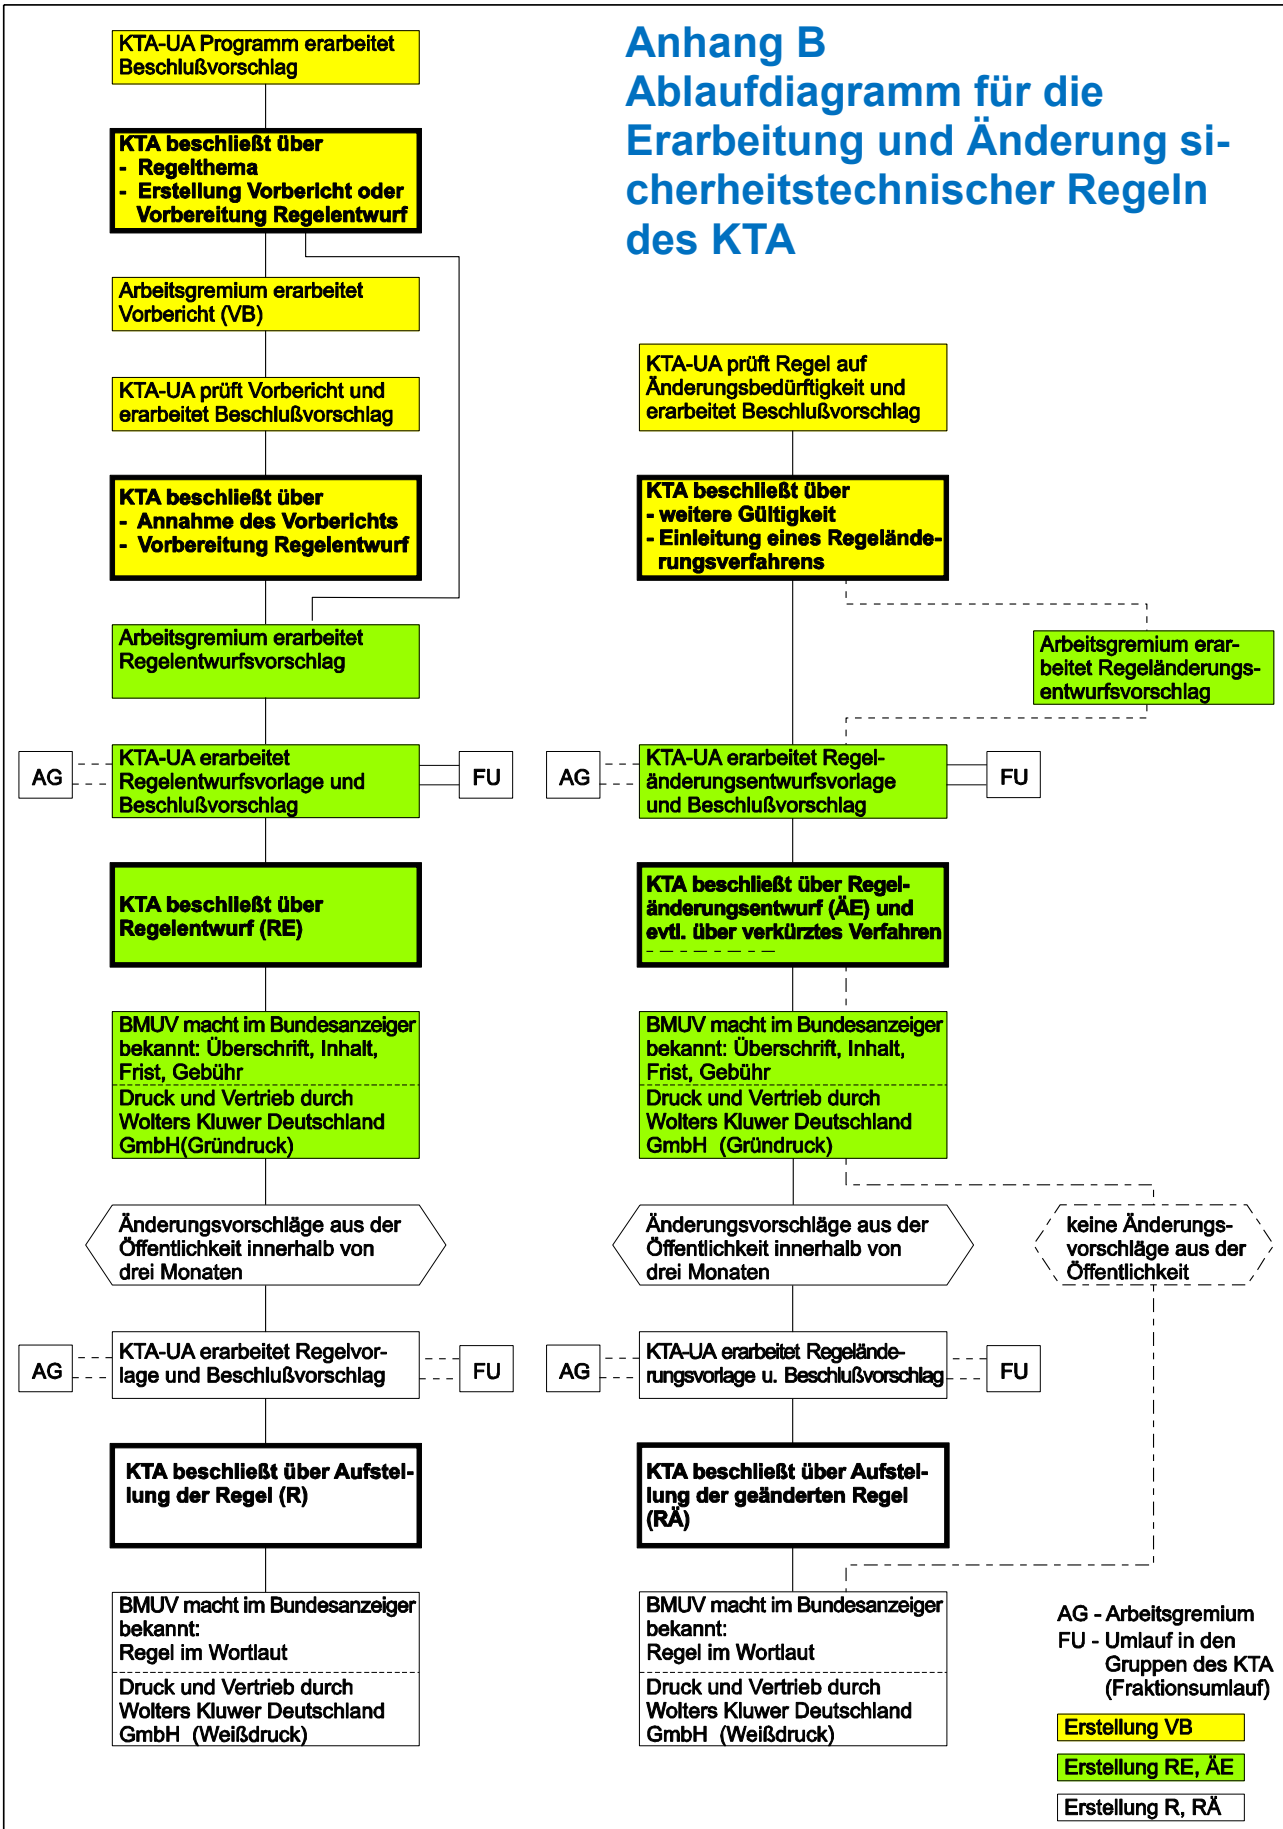 Anhang B
Ablaufdiagramm für die
Erarbeitung und Änderung si-
cherheitstechnischer Regeln
des KTA
KTA-UA Programm erarbeitet
Beschlußvorschlag
KTA beschließt über
- Regelthema
- Erstellung Vorbericht oder
Vorbereitung Regelentwurf
Arbeitsgremium erarbeitet
Vorbericht (VB)
KTA-UA prüft Vorbericht und
erarbeitet Beschlußvorschlag
KTA beschließt über
- Annahme des Vorberichts
- Vorbereitung Regelentwurf
Arbeitsgremium erarbeitet
Regelentwurfsvorschlag
AG
KTA-UA erarbeitet
Regelentwurfsvorlage und
Beschlußvorschlag
FU
KTA beschließt über
Regelentwurf (RE)
BMUV macht im Bundesanzeiger
bekannt: Überschrift, Inhalt,
Frist, Gebühr
Druck und Vertrieb durch
Wolters Kluwer Deutschland
GmbH(Gründruck)
Änderungsvorschläge aus der
Öffentlichkeit innerhalb von
drei Monaten
AG
KTA-UA erarbeitet Regelvor-
lage und Beschlußvorschlag
FU
KTA beschließt über Aufstel-
lung der Regel (R)
BMUV macht im Bundesanzeiger
bekannt:
Regel im Wortlaut
Druck und Vertrieb durch
Wolters Kluwer Deutschland
GmbH (Weißdruck)
KTA-UA prüft Regel auf
Änderungsbedürftigkeit und
erarbeitet Beschlußvorschlag
KTA beschließt über
- weitere Gültigkeit
- Einleitung eines Regelände-
rungsverfahrens
Arbeitsgremium erar-
beitet Regeländerungs-
entwurfsvorschlag
AG
KTA-UA erarbeitet Regel-
änderungsentwurfsvorlage
und Beschlußvorschlag
FU
KTA beschließt über Regel-
änderungsentwurf (ÄE) und
evtl. über verkürztes Verfahren
BMUV macht im Bundesanzeiger
bekannt: Überschrift, Inhalt,
Frist, Gebühr
Druck und Vertrieb durch
Wolters Kluwer Deutschland
GmbH (Gründruck)
Änderungsvorschläge aus der
Öffentlichkeit innerhalb von
drei Monaten
keine Änderungs-
vorschläge aus der
Öffentlichkeit
AG
KTA-UA erarbeitet Regelände-
rungsvorlage u. Beschlußvorschlag
FU
KTA beschließt über Aufstel-
lung der geänderten Regel
(RÄ)
BMUV macht im Bundesanzeiger
bekannt:
Regel im Wortlaut
Druck und Vertrieb durch
Wolters Kluwer Deutschland
GmbH (Weißdruck)
AG - Arbeitsgremium
FU - Umlauf in den
Gruppen des KTA
(Fraktionsumlauf)
Erstellung VB
Erstellung RE, ÄE
Erstellung R, RÄ